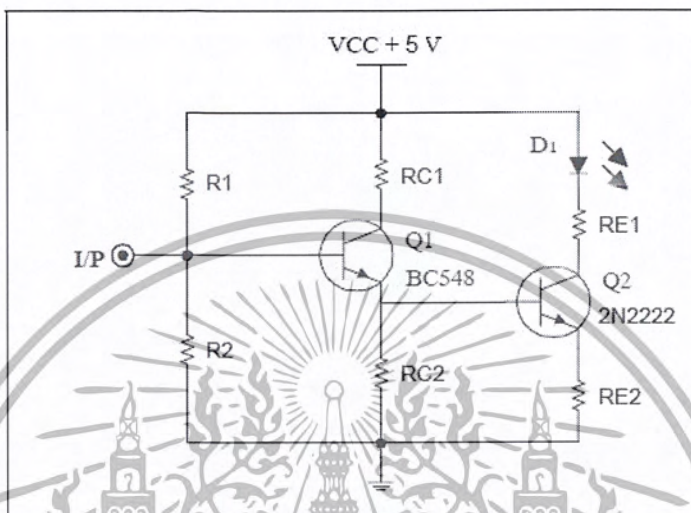 VCC + 5 V
D1
R1
RC1
RE1
I/P
Q1
BC548
Q2
2N2222
R2
RC2
RE2